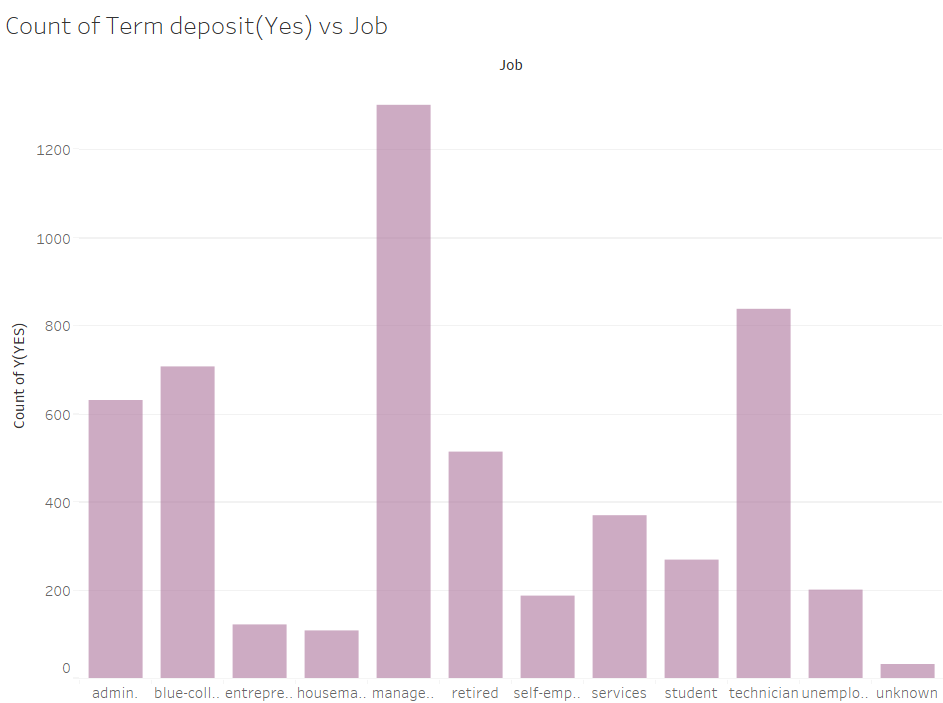 Count of Term deposit(Yes) vs Job
Job
Count of Y(YES)
1200
1000
800
600
400
200
0
admin. blue-coll.. entrepre.. housema.. manage.. retired self-emp.. services student technician unemplo.. unknown